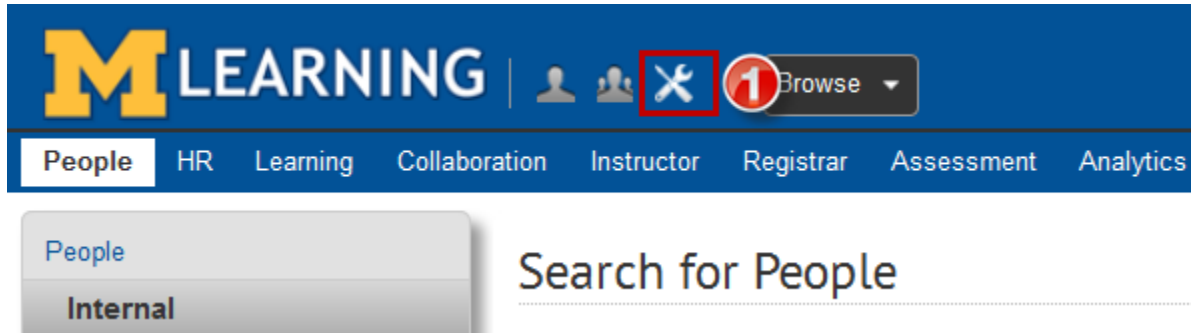 M LEARNING
1 Browse
People HR Learning Collaboration Instructor Registrar Assessment Analytics
People
Internal
Search for People